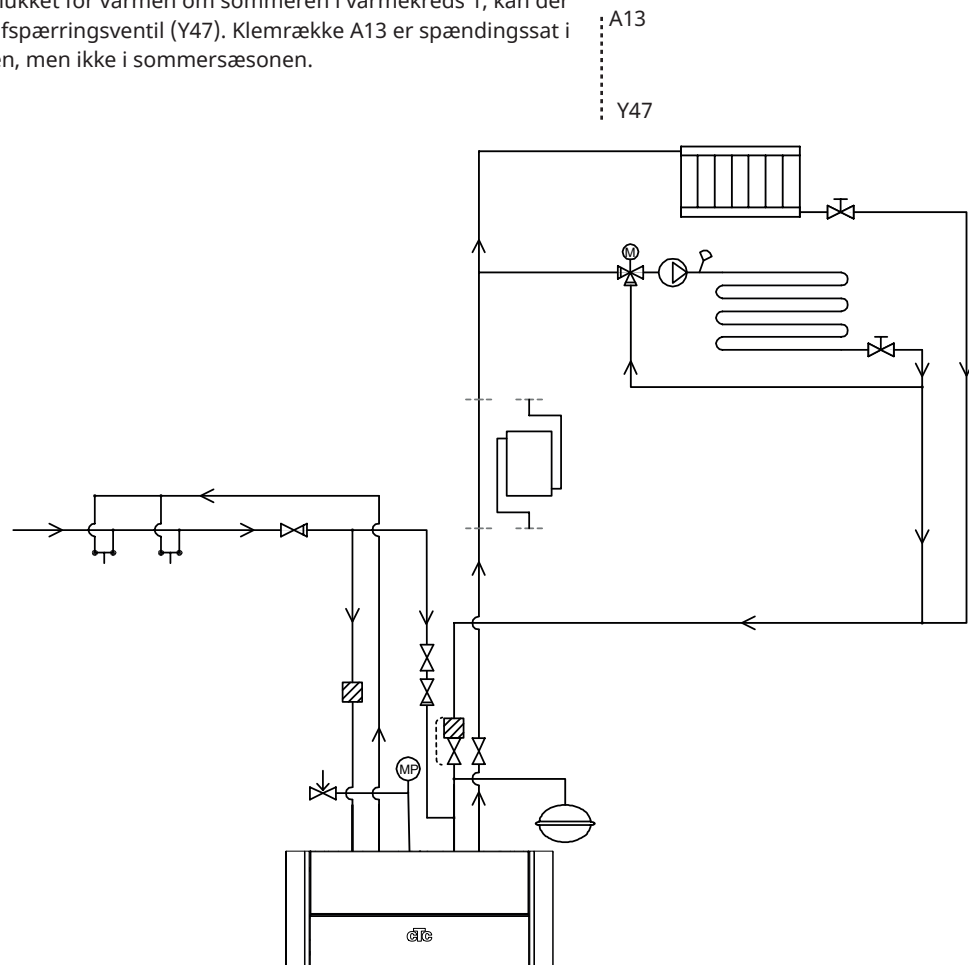 lukket for varmen om sommeren i varmekreds 1, kan der
fspærringsventil (Y47). Klemrække A13 er spændingssat i
en, men ikke i sommersæsonen.
A13
Y47
M
MP
CTC